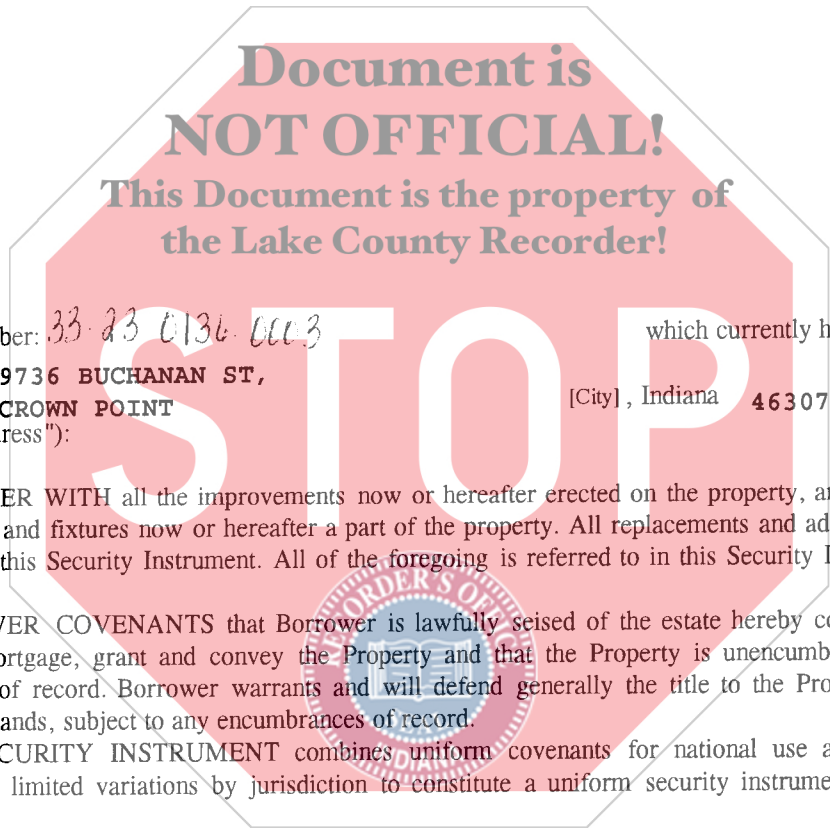 Document is
NOT OFFICIAL!
This Document is the property of
the Lake County Recorder!
STOP
ber: 33-23 0136-0003 which currently h
9736 BUCHANAN ST,
CROWN POINT [City], Indiana 46307
ress"):
ER WITH all the improvements now or hereafter erected on the property, a
and fixtures now or hereafter a part of the property. All replacements and ad
this Security Instrument. All of the foregoing is referred to in this Security I
VER COVENANTS that Borrower is lawfully seised of the estate hereby co
ortgage, grant and convey the Property and that the Property is unencumb
of record. Borrower warrants and will defend generally the title to the Pro
ands, subject to any encumbrances of record.
CURITY INSTRUMENT combines uniform covenants for national use a
limited variations by jurisdiction to constitute a uniform security instrume
RECORDER'S OFFICE
INDIANA